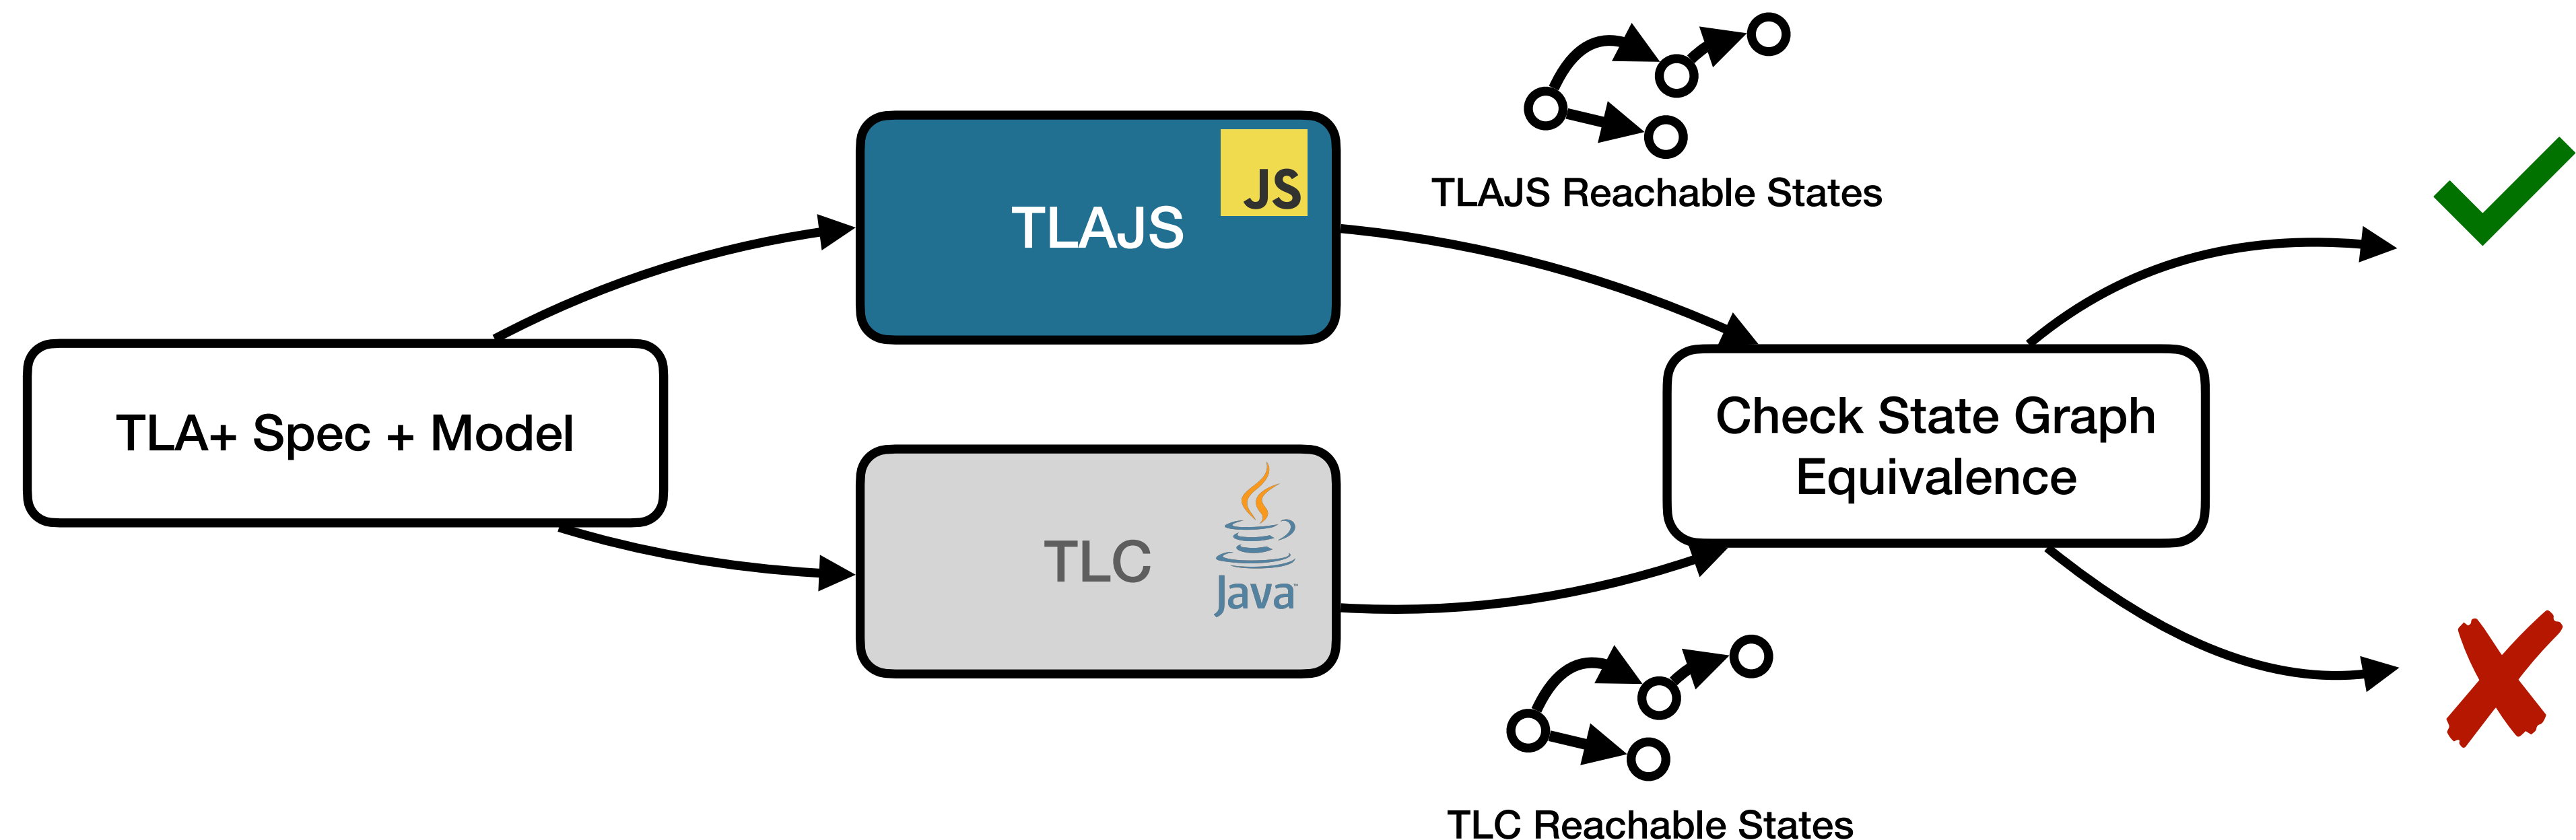 TLAJS Reachable States
JS
TLAJS
TLA+ Spec + Model
Check State Graph
Equivalence
TLC
Java
TLC Reachable States